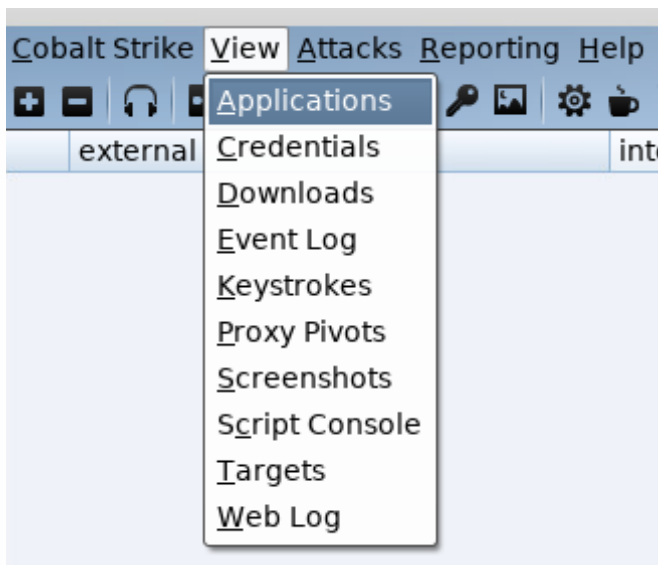 Cobalt Strike View Attacks Reporting Help
Applications
external
Credentials
Downloads
Event Log
Keystrokes
Proxy Pivots
Screenshots
Script Console
Targets
Web Log